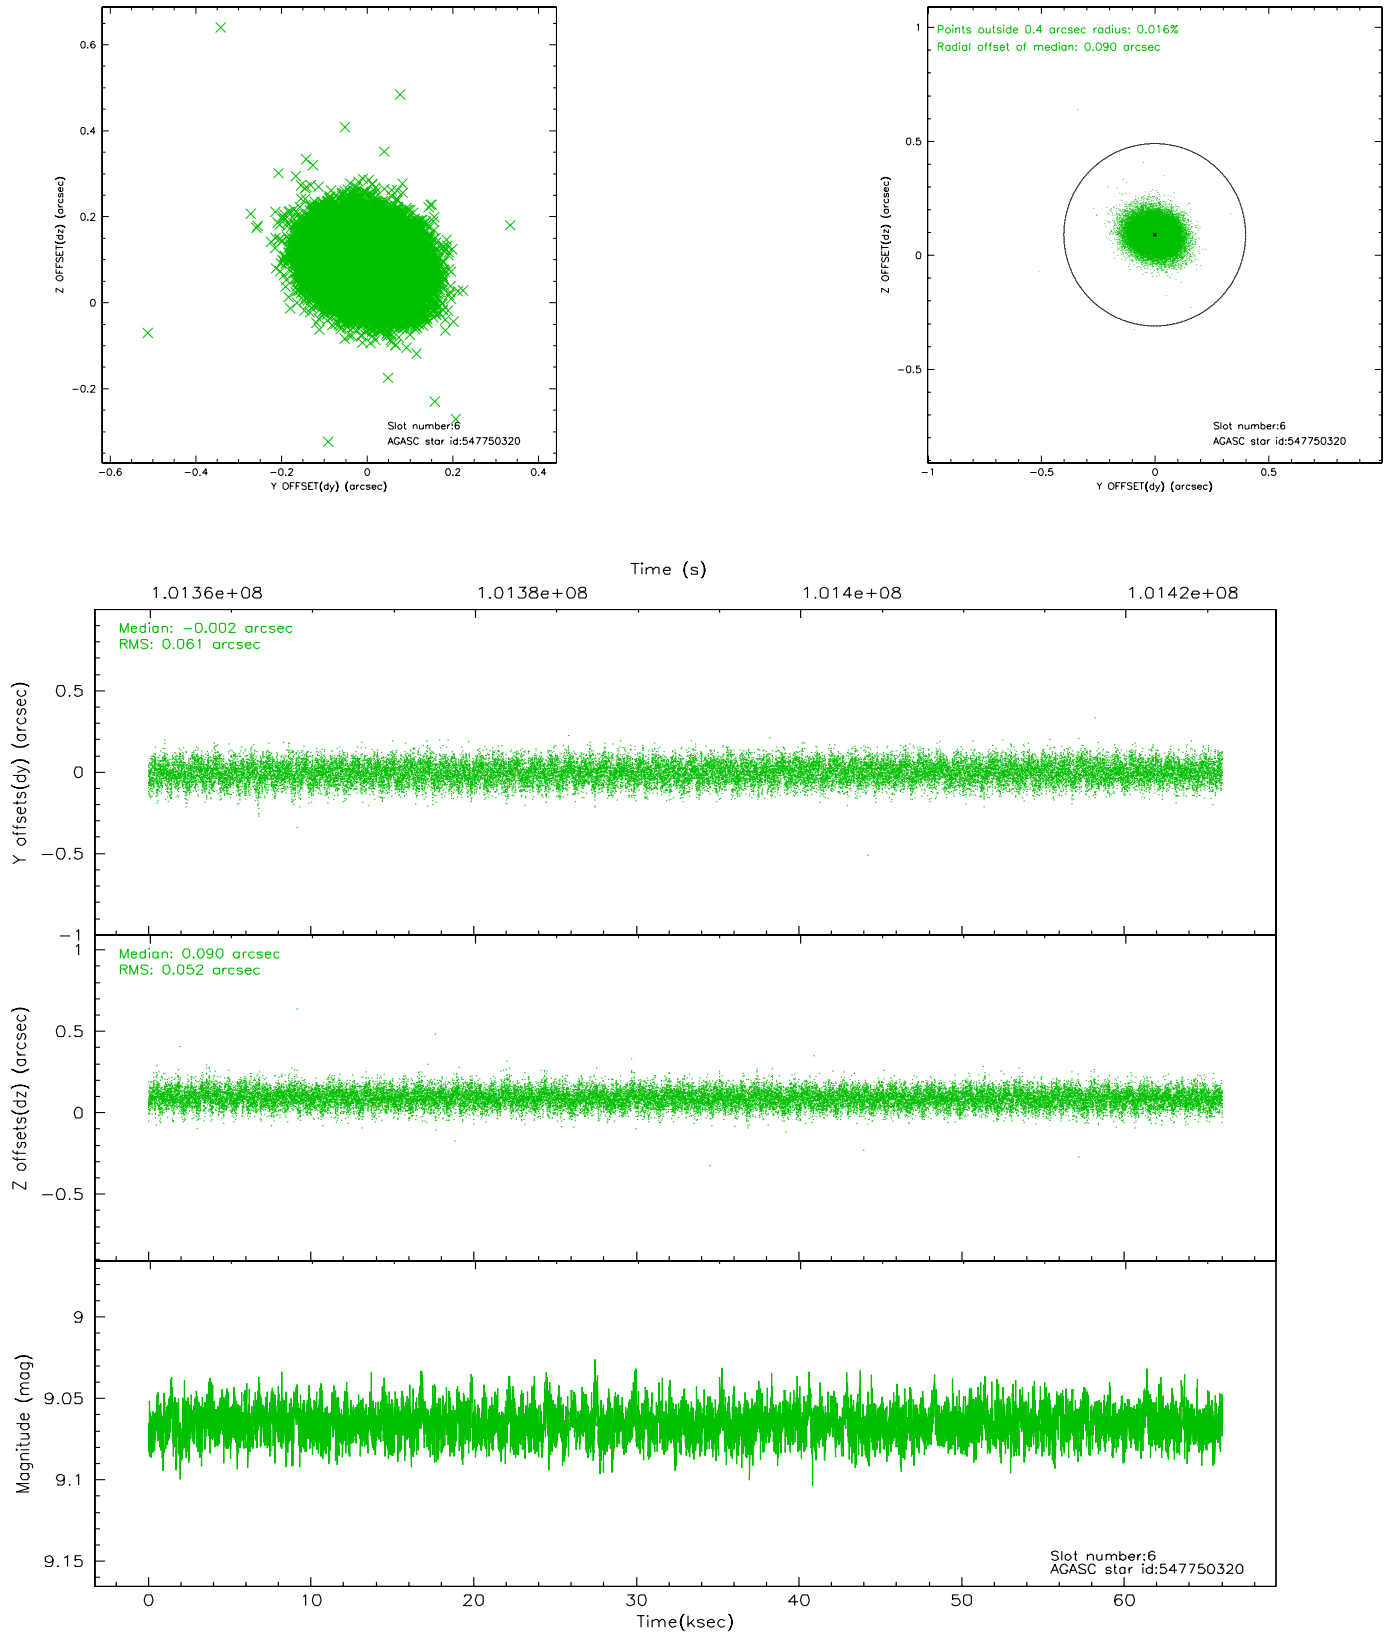 0.6
0.4
0.2
0
−0.2
Z OFFSET(dz) (arcsec)
Slot number:6
AGASC star id:547750320
−0.6 −0.4 −0.2 0 0.2 0.4
Y OFFSET(dy) (arcsec)
Points outside 0.4 arcsec radius: 0.016%
Radial offset of median: 0.090 arcsec
1
0.5
0
−0.5
Z OFFSET(dz) (arcsec)
Slot number:6
AGASC star id:547750320
−1 −0.5 0 0.5
Y OFFSET(dy) (arcsec)
Time (s)
1.0136e+08 1.0138e+08 1.014e+08 1.0142e+08
Median: −0.002 arcsec
RMS: 0.061 arcsec
0.5
0
−0.5
−1
Y offsets(dy) (arcsec)
Median: 0.090 arcsec
RMS: 0.052 arcsec
1
0.5
0
−0.5
Z offsets(dz) (arcsec)
9
9.05
9.1
9.15
Magnitude (mag)
Slot number:6
AGASC star id:547750320
0 10 20 30 40 50 60
Time(ksec)